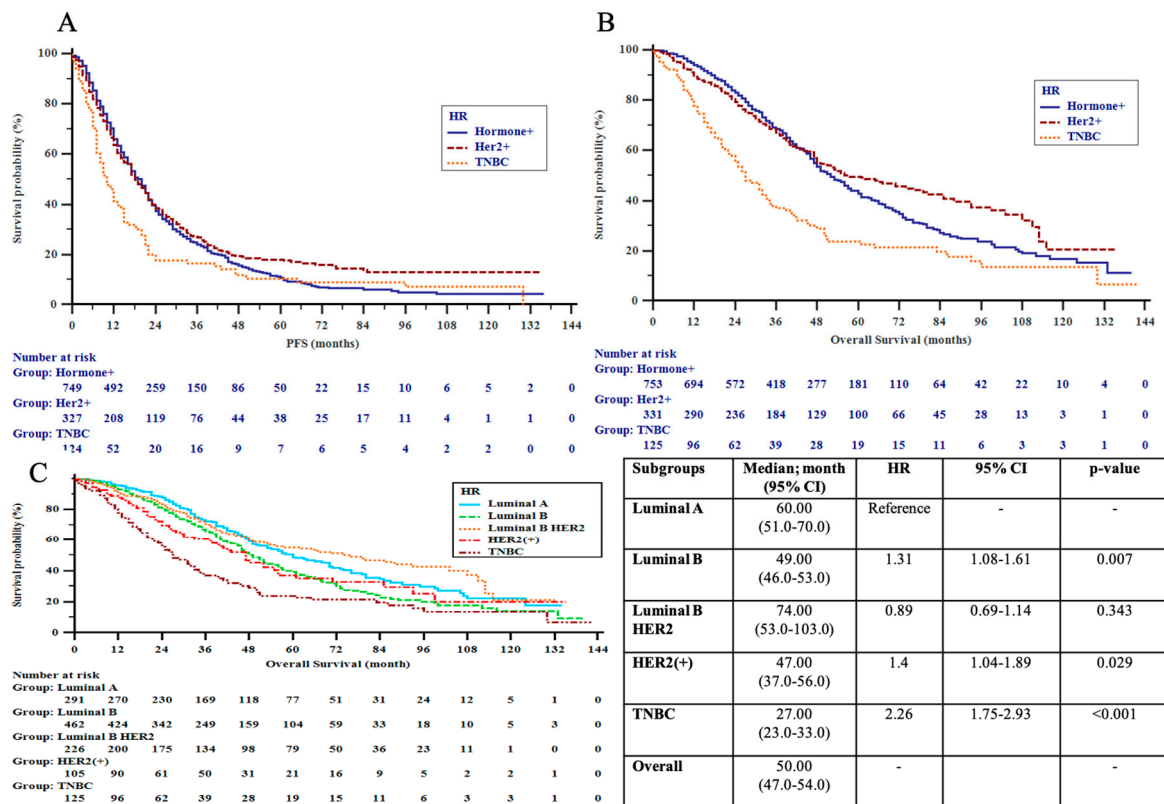 A
100
80
60
40
20
0
Survival probability (%)
HR
Hormone+
Her2+
TNBC
0 12 24 36 48 60 72 84 96 108 120 132 144
PFS (months)
Number at risk
Group: Hormone+
749 492 259 150 86 50 22 15 10 6 5 2 0
Group: Her2+
327 208 119 76 44 38 25 17 11 4 1 1 0
Group: TNBC
124 52 20 16 9 7 6 5 4 2 2 0 0
B
100
80
60
40
20
0
Survival probability (%)
HR
Hormone+
Her2+
TNBC
0 12 24 36 48 60 72 84 96 108 120 132 144
Overall Survival (months)
Number at risk
Group: Hormone+
753 694 572 418 277 181 110 64 42 22 10 4 0
Group: Her2+
331 290 236 184 129 100 66 45 28 13 3 1 0
Group: TNBC
125 96 62 39 28 19 15 11 6 3 3 1 0
C
100
80
60
40
20
0
Survival probability (%)
HR
Luminal A
Luminal B
Luminal B HER2
HER2(+)
TNBC
0 12 24 36 48 60 72 84 96 108 120 132 144
Overall Survival (month)
Number at risk
Group: Luminal A
291 270 230 169 118 77 51 31 24 12 5 1 0
Group: Luminal B
462 424 342 249 159 104 59 33 18 10 5 3 0
Group: Luminal B HER2
226 200 175 134 98 79 50 36 23 11 1 0 0
Group: HER2(+)
105 90 61 50 31 21 16 9 5 2 2 1 0
Group: TNBC
125 96 62 39 28 19 15 11 6 3 3 1 0
Subgroups Median; month HR 95% CI p-value
(95% CI)
Luminal A 60.00 Reference - -
(51.0-70.0)
Luminal B 49.00 1.31 1.08-1.61 0.007
(46.0-53.0)
Luminal B 74.00 0.89 0.69-1.14 0.343
HER2 (53.0-103.0)
HER2(+) 47.00 1.4 1.04-1.89 0.029
(37.0-56.0)
TNBC 27.00 2.26 1.75-2.93 <0.001
(23.0-33.0)
Overall 50.00 - -
(47.0-54.0)